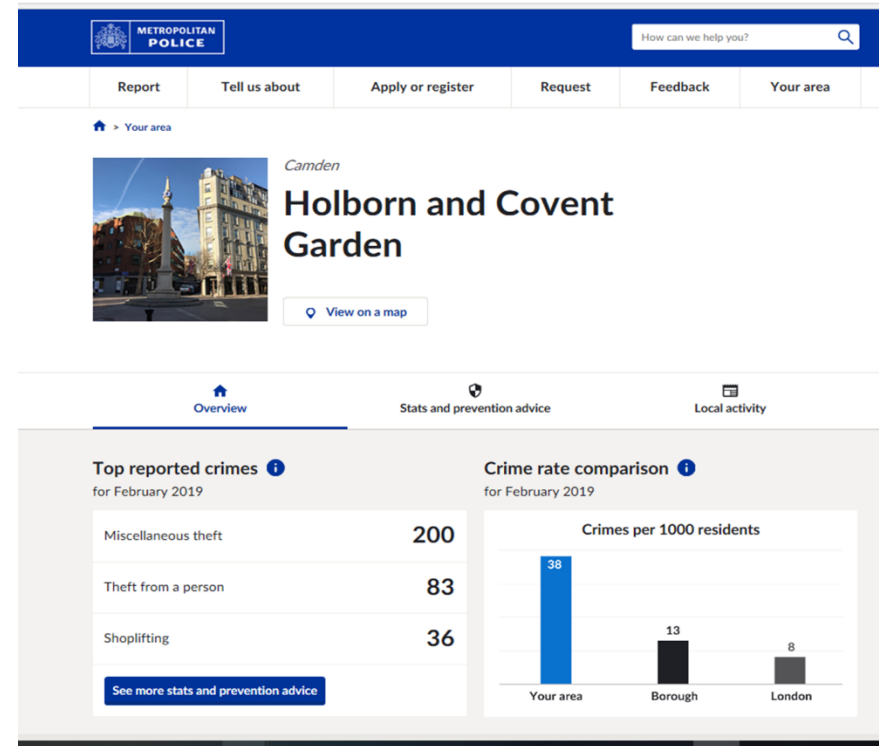 METROPOLITAN
POLICE
How can we help you?
Report
Tell us about
Apply or register
Request
Feedback
Your area
> Your area
Camden
Holborn and Covent
Garden
View on a map
Overview
Stats and prevention advice
Local activity
Top reported crimes
for February 2019
Miscellaneous theft 200
Theft from a person 83
Shoplifting 36
See more stats and prevention advice
Crime rate comparison
for February 2019
Crimes per 1000 residents
38
13
8
Your area
Borough
London